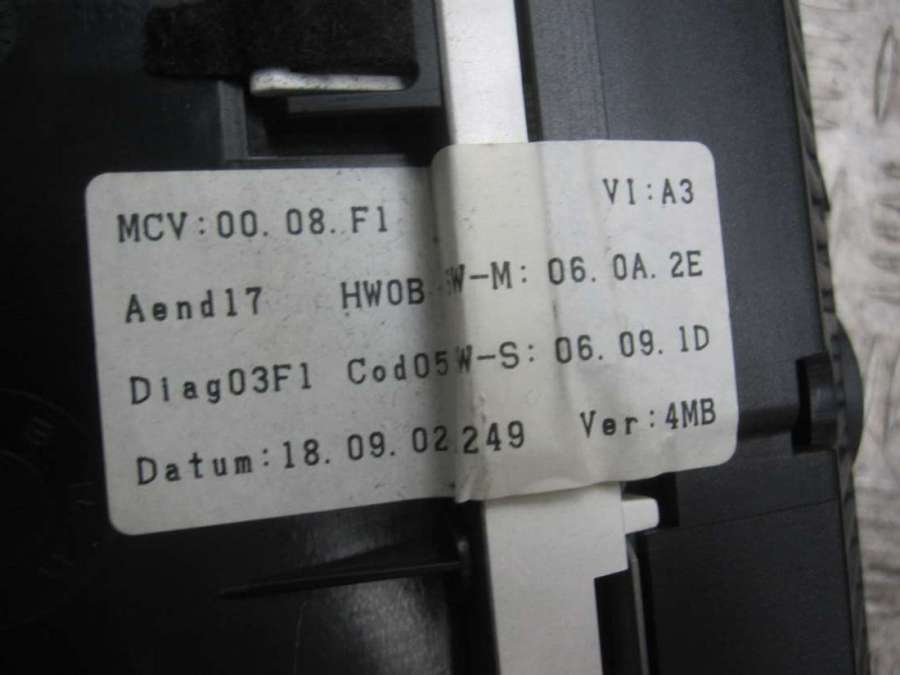 MCV:00.08.F1 VI:A3
Aend17 HW0B W-M:06.0A.2E
Diag03F1 Cod05 W-S:06.09.1D
Datum:18.09.02 249 Ver:4MB